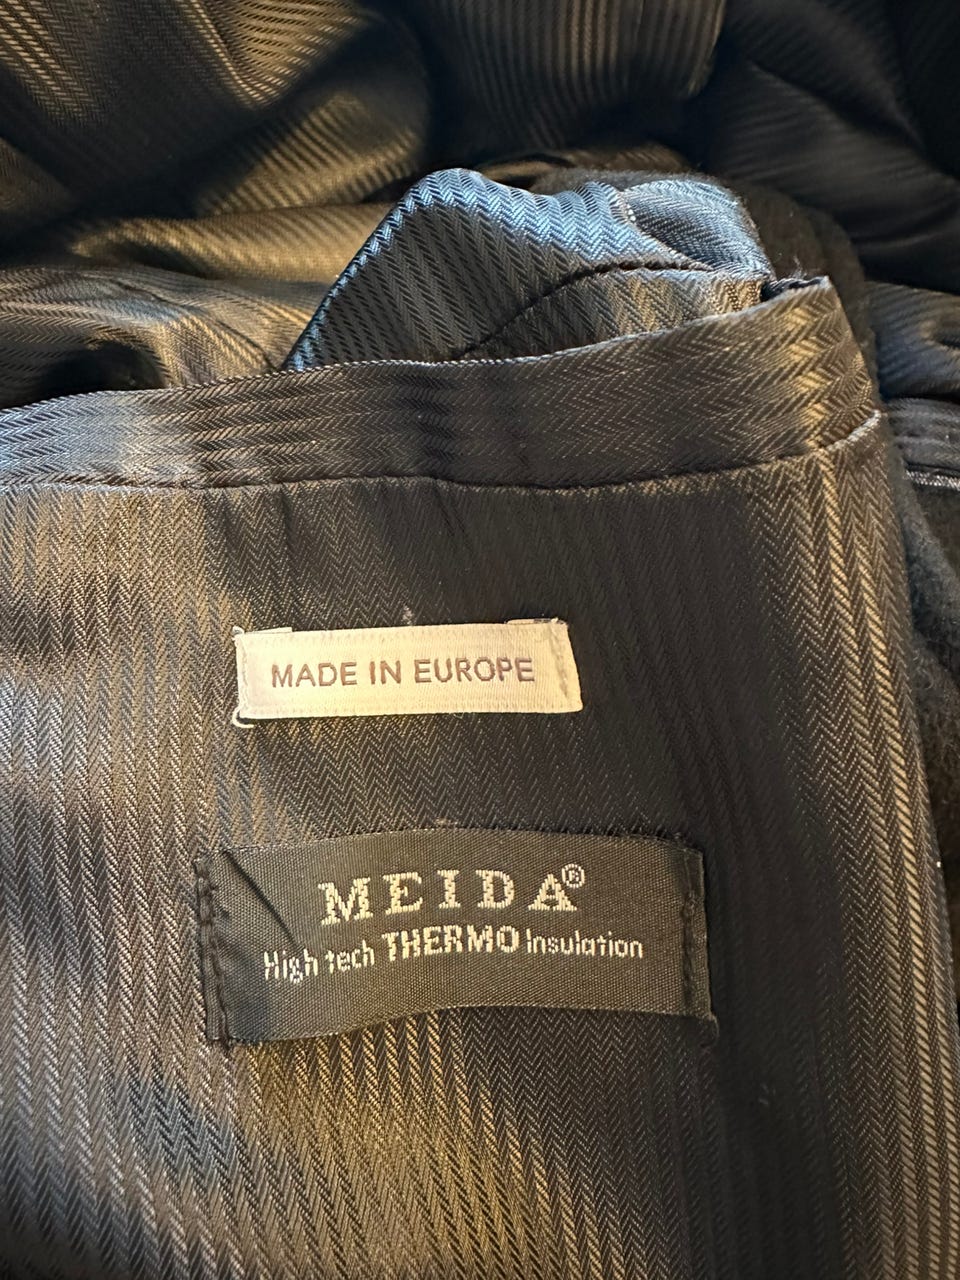 MADE IN EUROPE
MEIDA®
High tech THERMO Insulation